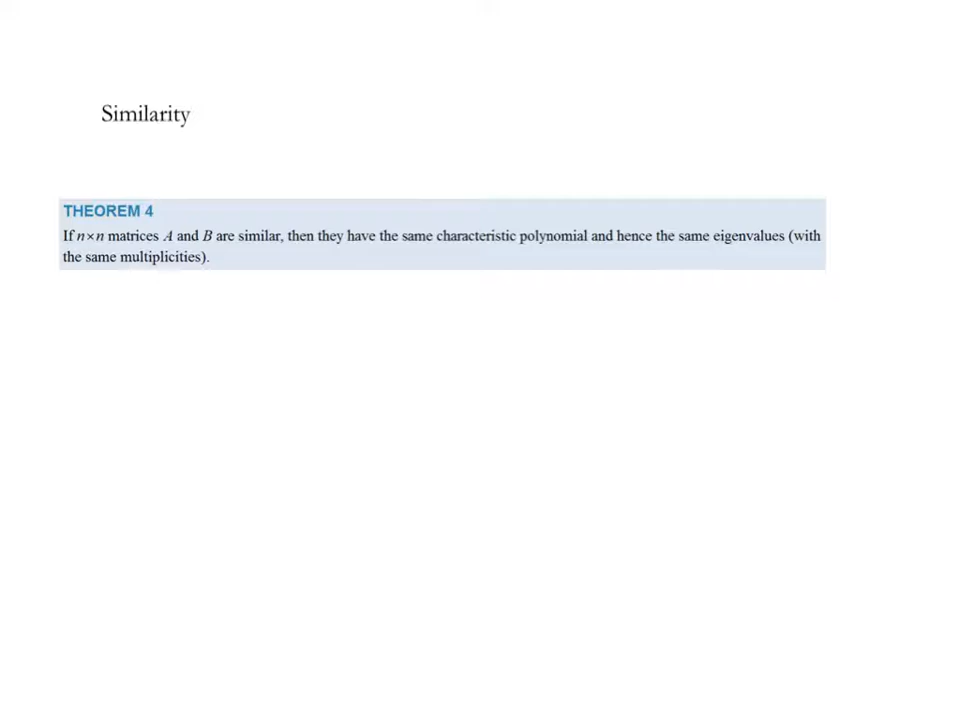 Similarity
THEOREM 4
If n×n matrices A and B are similar, then they have the same characteristic polynomial and hence the same eigenvalues (with
the same multiplicities).